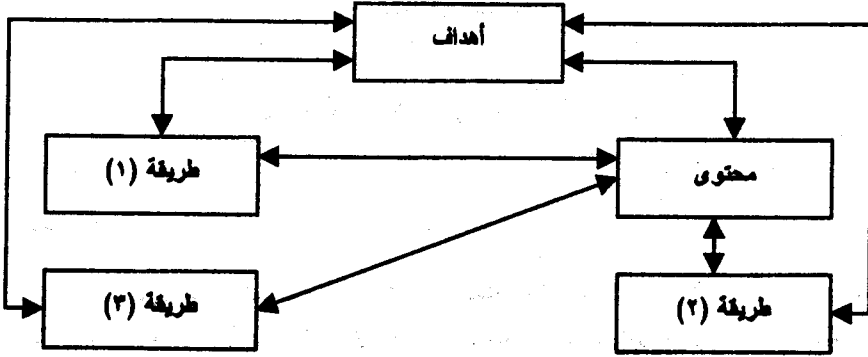 أهداف
طريقة (١)
محتوى
طريقة (٣)
طريقة (٢)